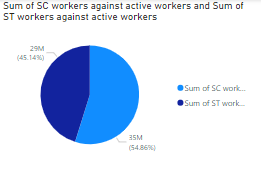 Sum of SC workers against active workers and Sum of
ST workers against active workers
29M
(45.14%)
Sum of SC work...
Sum of ST work...
35M
(54.86%)